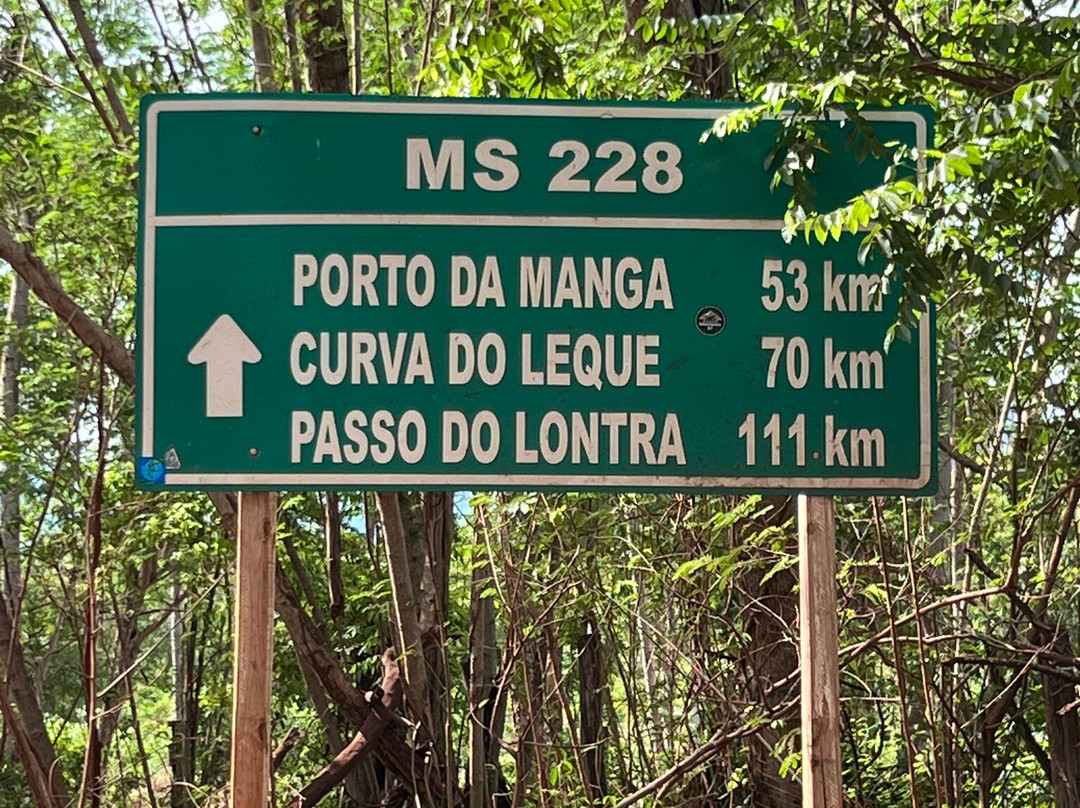 MS 228
PORTO DA MANGA 53 km
CURVA DO LEQUE 70 km
PASSO DO LONTRA 111 km